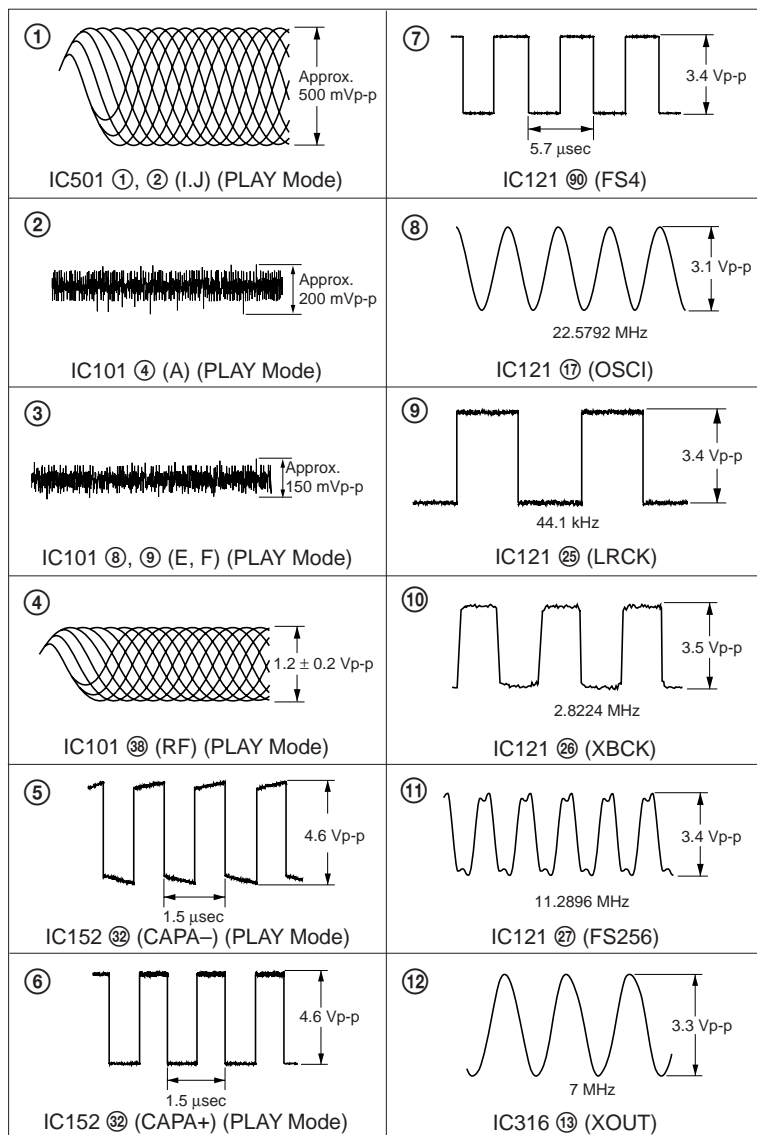 ①
Approx.
500 mVp-p
IC501 ①, ② (I.J) (PLAY Mode)
②
Approx.
200 mVp-p
IC101 ④ (A) (PLAY Mode)
③
Approx.
150 mVp-p
IC101 ⑧, ⑨ (E, F) (PLAY Mode)
④
1.2 ± 0.2 Vp-p
IC101 ㊳ (RF) (PLAY Mode)
⑤
4.6 Vp-p
1.5 µsec
IC152 ㉜ (CAPA–) (PLAY Mode)
⑥
4.6 Vp-p
1.5 µsec
IC152 ㉜ (CAPA+) (PLAY Mode)
⑦
3.4 Vp-p
5.7 µsec
IC121 90 (FS4)
⑧
3.1 Vp-p
22.5792 MHz
IC121 ⑰ (OSCI)
⑨
3.4 Vp-p
44.1 kHz
IC121 ㉕ (LRCK)
⑩
3.5 Vp-p
2.8224 MHz
IC121 ㉖ (XBCK)
⑪
3.4 Vp-p
11.2896 MHz
IC121 ㉗ (FS256)
⑫
3.3 Vp-p
7 MHz
IC316 ⑬ (XOUT)